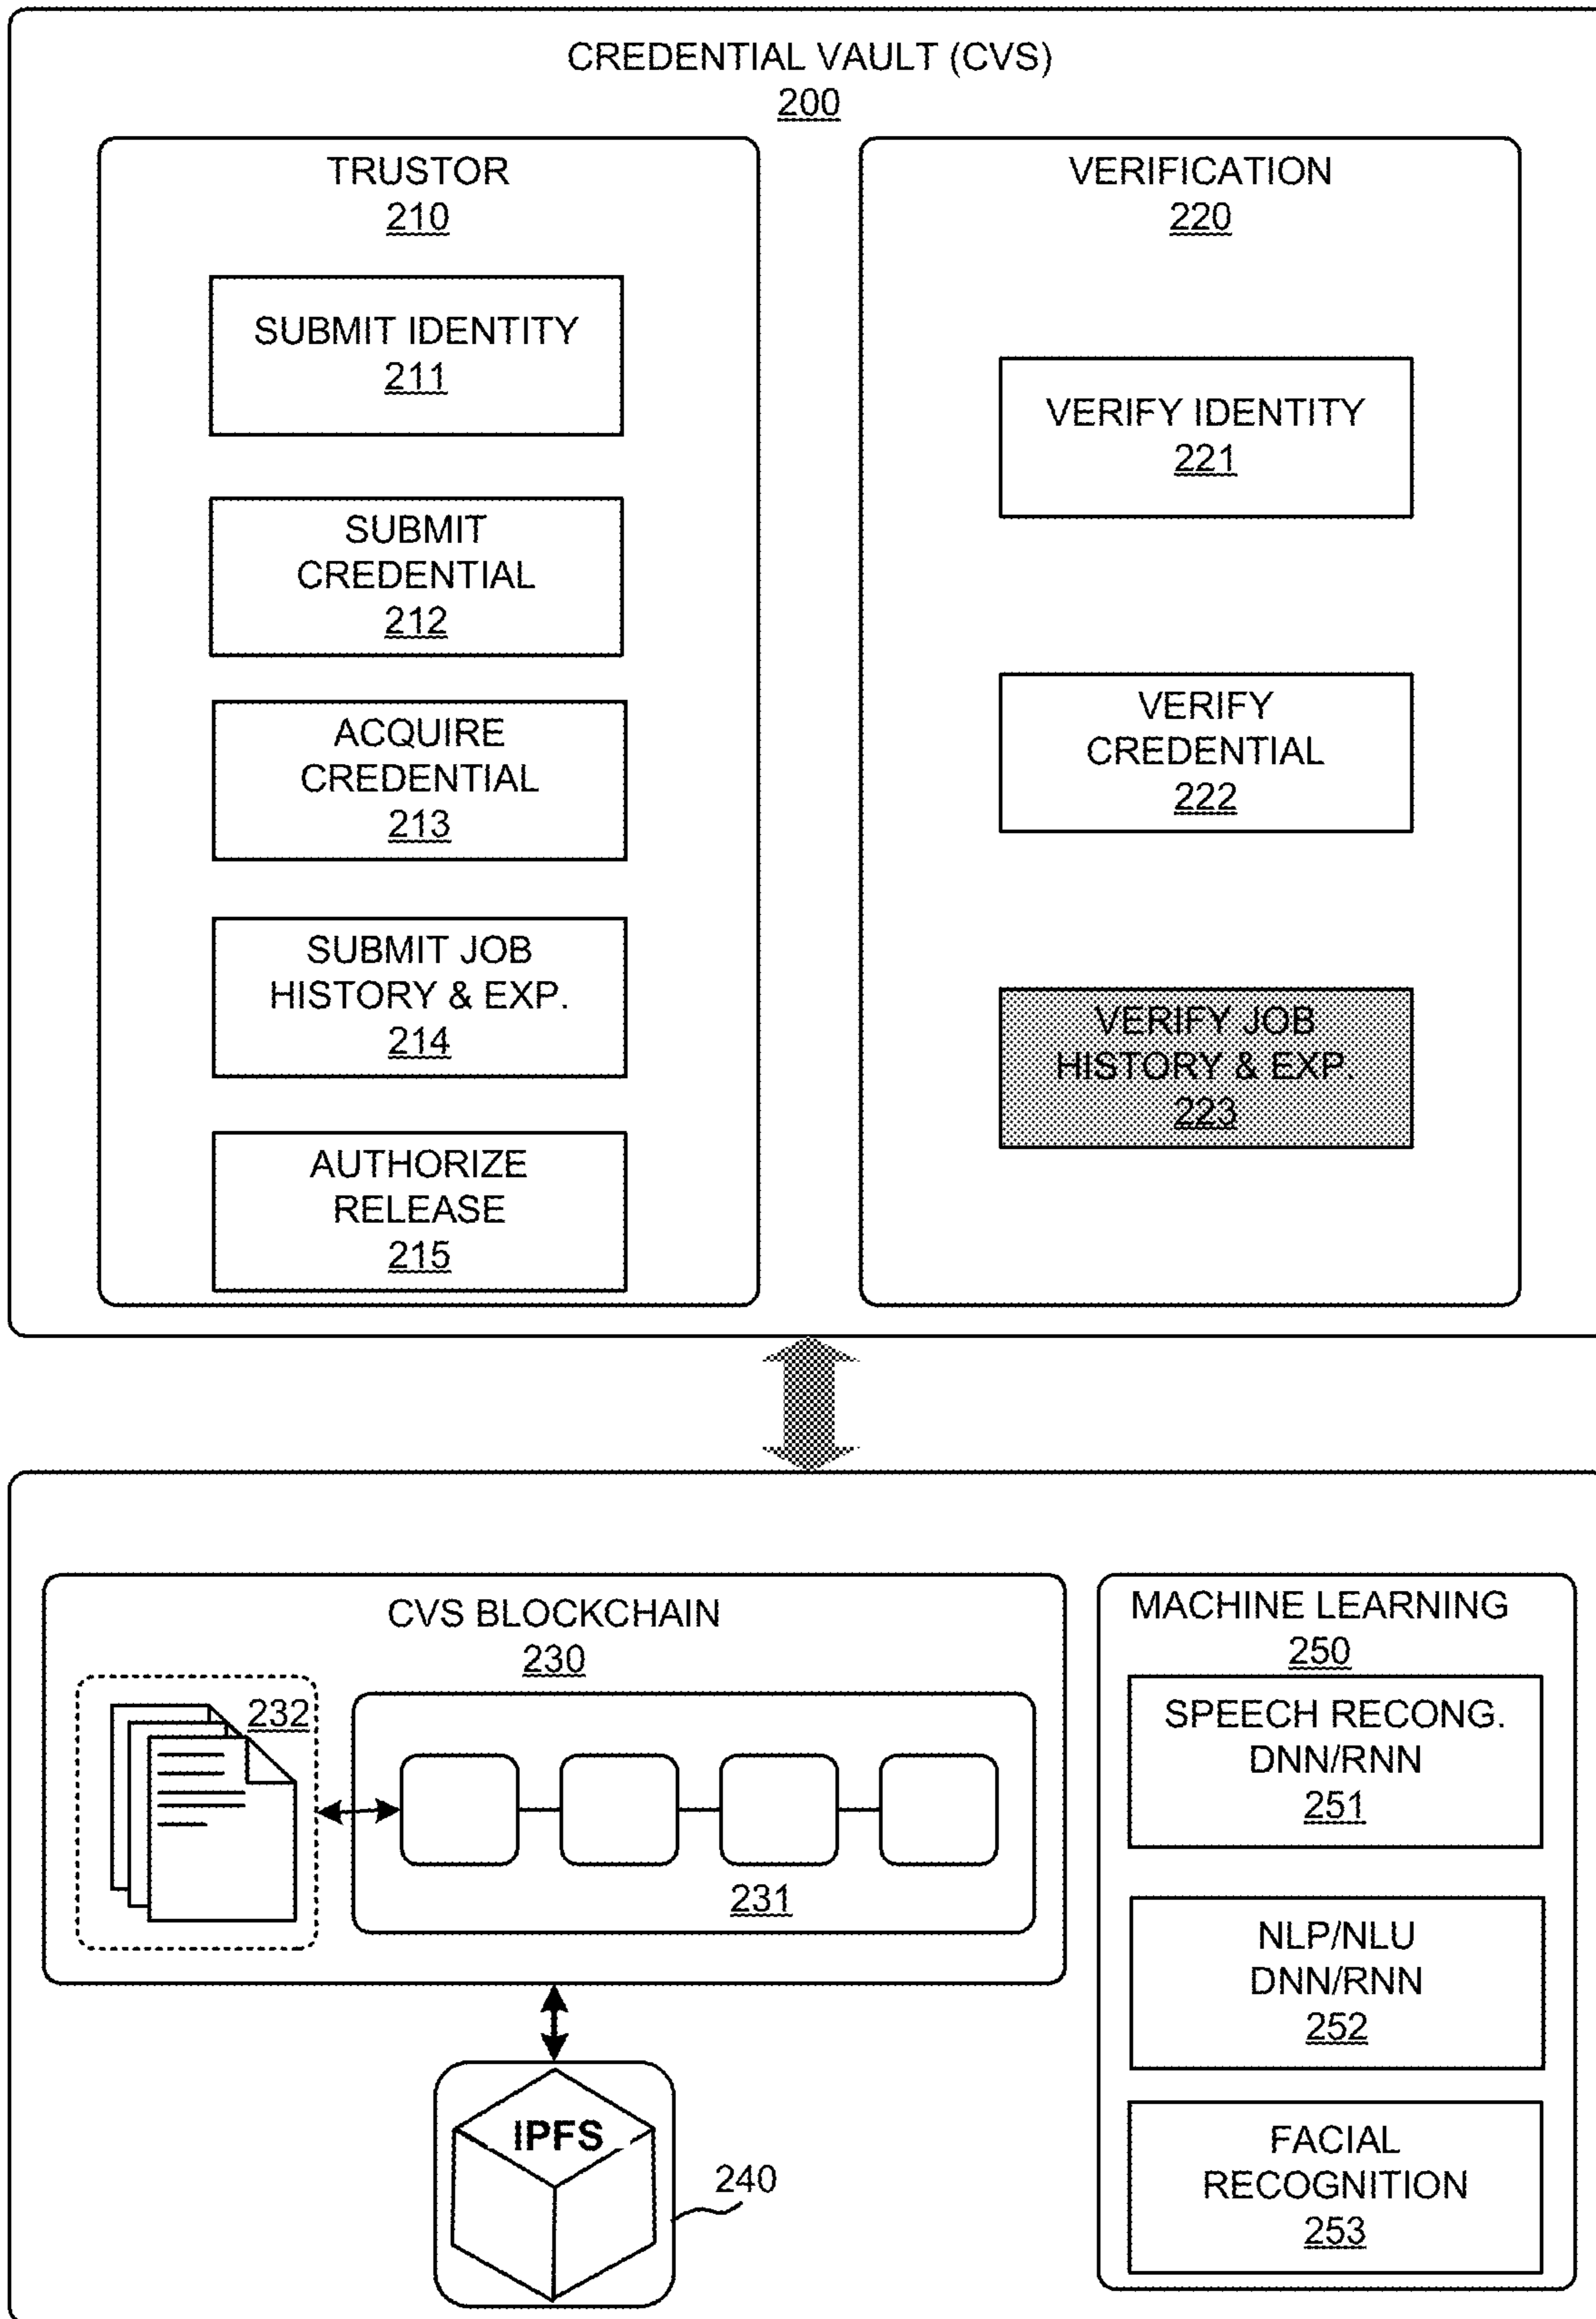 CREDENTIAL VAULT (CVS)
200
TRUSTOR
210
SUBMIT IDENTITY
211
SUBMIT
CREDENTIAL
212
ACQUIRE
CREDENTIAL
213
SUBMIT JOB
HISTORY & EXP.
214
AUTHORIZE
RELEASE
215
VERIFICATION
220
VERIFY IDENTITY
221
VERIFY
CREDENTIAL
222
VERIFY JOB
HISTORY & EXP.
223
CVS BLOCKCHAIN
230
232
231
IPFS
240
MACHINE LEARNING
250
SPEECH RECONG.
DNN/RNN
251
NLP/NLU
DNN/RNN
252
FACIAL
RECOGNITION
253